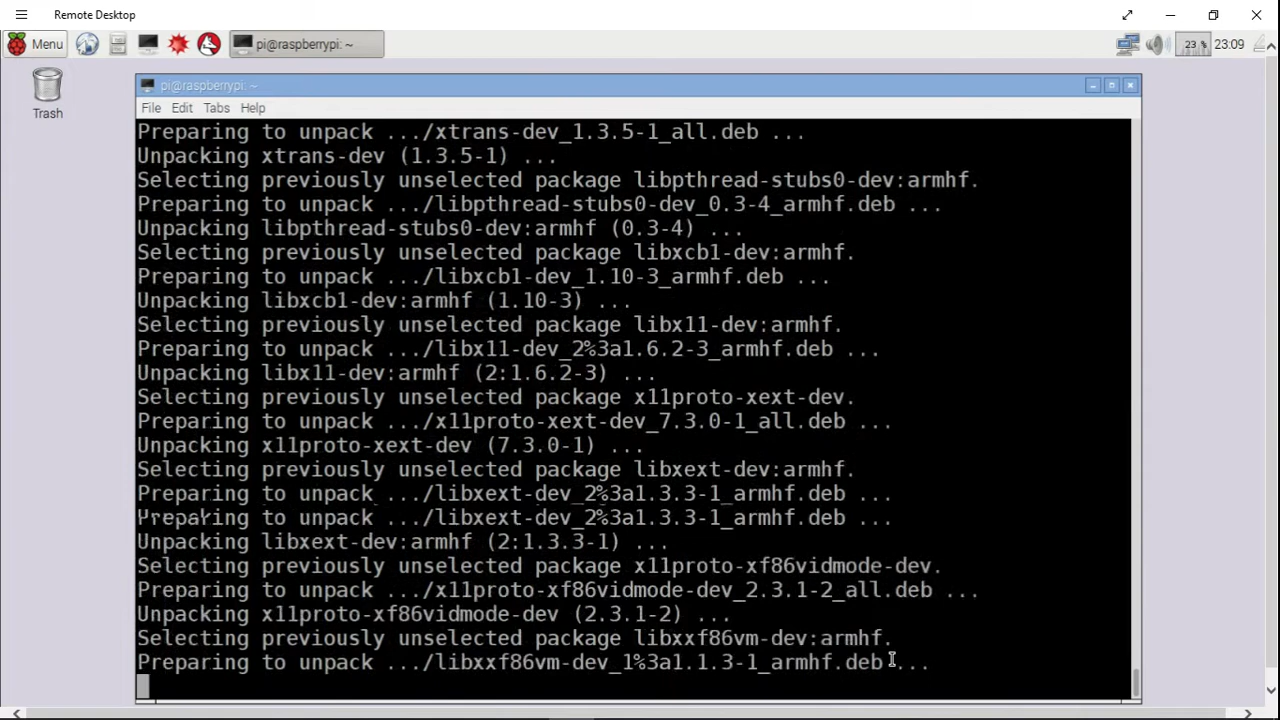 Remote Desktop
Menu
pi@raspberrypi: ~
23 %
23:09
Trash
pi@raspberrypi: ~
File Edit Tabs Help
Preparing to unpack .../xtrans-dev_1.3.5-1_all.deb ...
Unpacking xtrans-dev (1.3.5-1) ...
Selecting previously unselected package libpthread-stubs0-dev:armhf.
Preparing to unpack .../libpthread-stubs0-dev_0.3-4_armhf.deb ...
Unpacking libpthread-stubs0-dev:armhf (0.3-4) ...
Selecting previously unselected package libxcb1-dev:armhf.
Preparing to unpack .../libxcb1-dev_1.10-3_armhf.deb ...
Unpacking libxcb1-dev:armhf (1.10-3) ...
Selecting previously unselected package libx11-dev:armhf.
Preparing to unpack .../libx11-dev_2%3a1.6.2-3_armhf.deb ...
Unpacking libx11-dev:armhf (2:1.6.2-3) ...
Selecting previously unselected package x11proto-xext-dev.
Preparing to unpack .../x11proto-xext-dev_7.3.0-1_all.deb ...
Unpacking x11proto-xext-dev (7.3.0-1) ...
Selecting previously unselected package libxext-dev:armhf.
Preparing to unpack .../libxext-dev_2%3a1.3.3-1_armhf.deb ...
Preparing to unpack .../libxext-dev_2%3a1.3.3-1_armhf.deb ...
Unpacking libxext-dev:armhf (2:1.3.3-1) ...
Selecting previously unselected package x11proto-xf86vidmode-dev.
Preparing to unpack .../x11proto-xf86vidmode-dev_2.3.1-2_all.deb ...
Unpacking x11proto-xf86vidmode-dev (2.3.1-2) ...
Selecting previously unselected package libxxf86vm-dev:armhf.
Preparing to unpack .../libxxf86vm-dev_1%3a1.1.3-1_armhf.deb ...